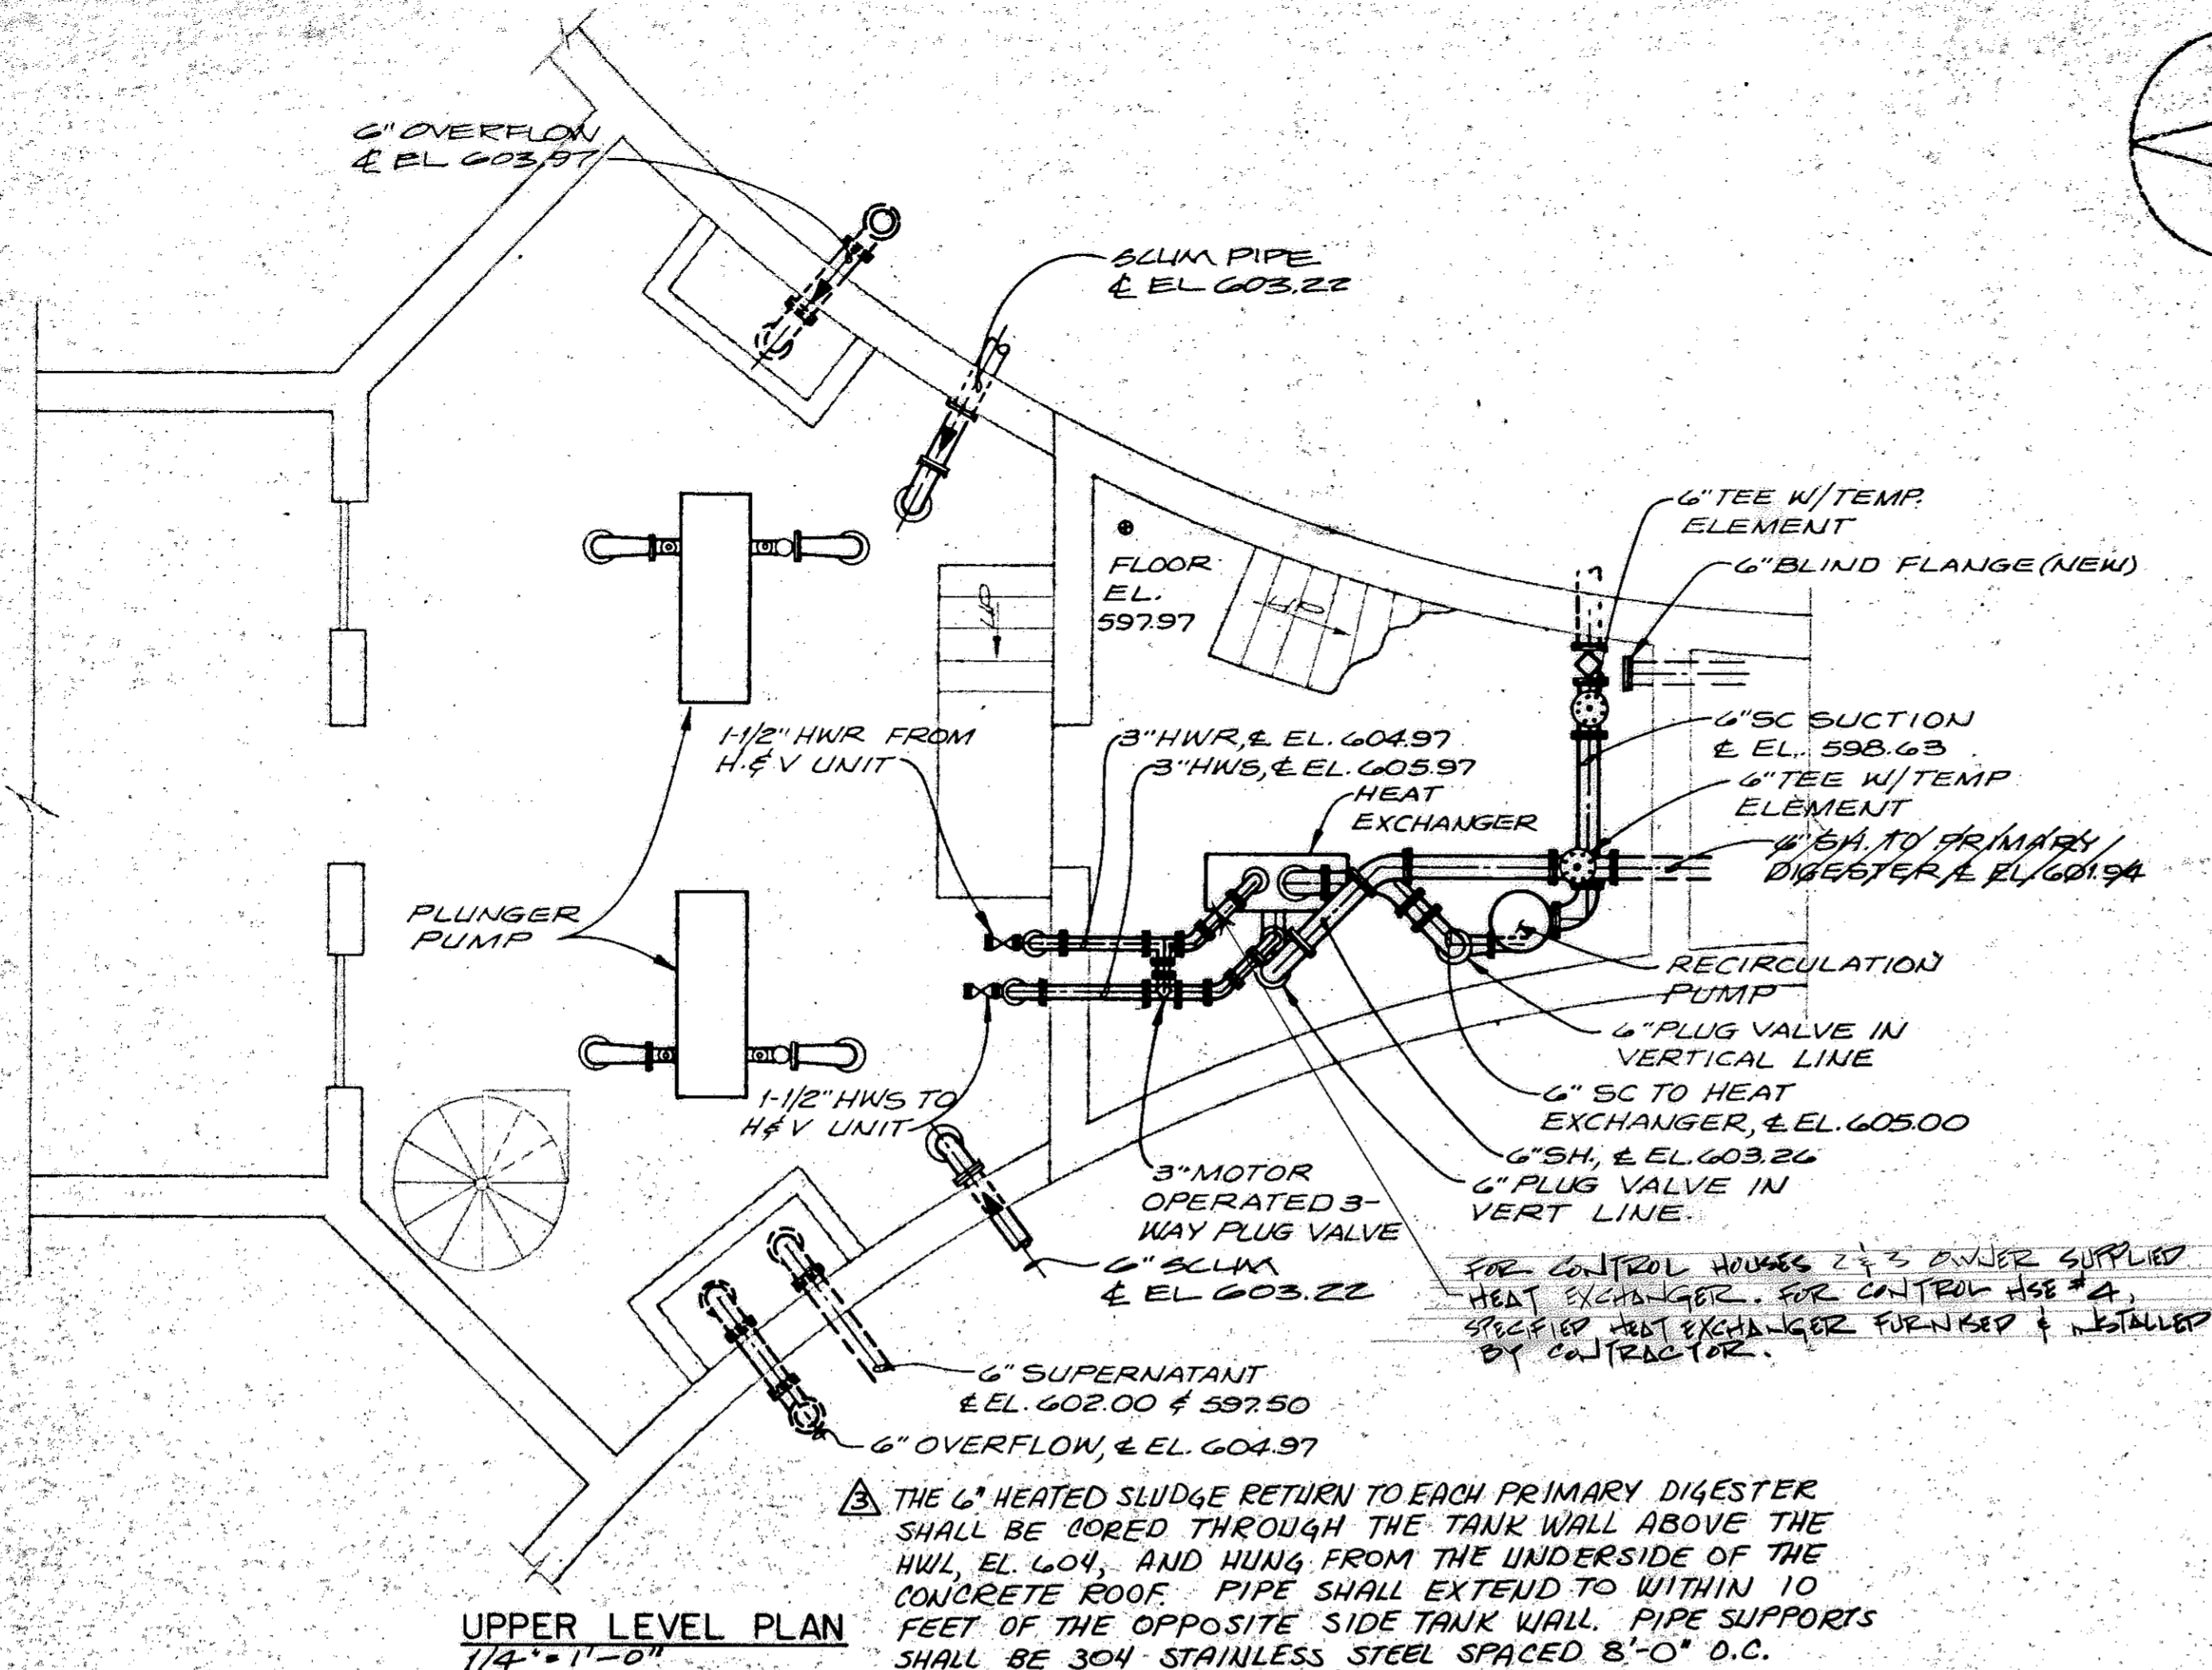 6" OVERFLOW
℄ EL 603.97
SCUM PIPE
℄ EL 603.22
6" TEE W/TEMP.
ELEMENT
6" BLIND FLANGE (NEW)
FLOOR
EL.
597.97
UP
UP
1-1/2" HWR FROM
H.& V UNIT
3" HWR, ℄ EL. 604.97
3" HWS, ℄ EL. 605.97
HEAT
EXCHANGER
6" SC SUCTION
℄ EL. 598.63
6" TEE W/TEMP
ELEMENT
6" SH. TO PRIMARY
DIGESTER ℄ EL 601.94
PLUNGER
PUMP
RECIRCULATION
PUMP
6" PLUG VALVE IN
VERTICAL LINE
6" SC TO HEAT
EXCHANGER, ℄ EL. 605.00
1-1/2" HWS TO
H&V UNIT
6" SH., ℄ EL. 603.26
6" PLUG VALVE IN
VERT LINE.
3" MOTOR
OPERATED 3-
WAY PLUG VALVE
6" SCUM
℄ EL 603.22
FOR CONTROL HOUSES 2 & 3 OWNER SUPPLIED
HEAT EXCHANGER. FOR CONTROL HSE #4,
SPECIFIED HEAT EXCHANGER FURNISED & INSTALLED
BY CONTRACTOR.
6" SUPERNATANT
℄ EL. 602.00 & 597.50
6" OVERFLOW, ℄ EL. 604.97
3 THE 6" HEATED SLUDGE RETURN TO EACH PRIMARY DIGESTER
SHALL BE CORED THROUGH THE TANK WALL ABOVE THE
HWL, EL. 604, AND HUNG FROM THE UNDERSIDE OF THE
CONCRETE ROOF. PIPE SHALL EXTEND TO WITHIN 10
FEET OF THE OPPOSITE SIDE TANK WALL. PIPE SUPPORTS
SHALL BE 304 STAINLESS STEEL SPACED 8'-0" O.C.
UPPER LEVEL PLAN
1/4" = 1'-0"